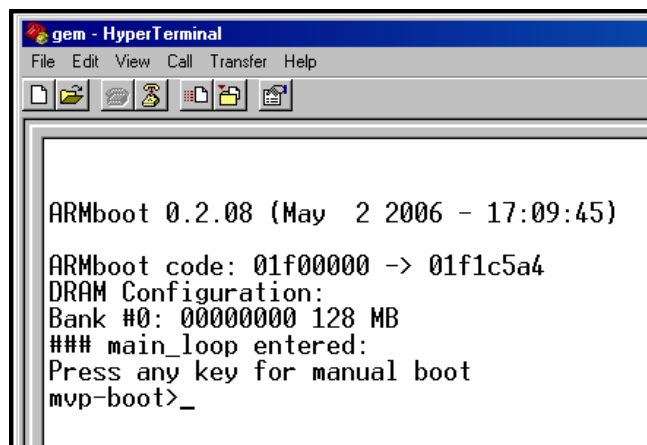 gem - HyperTerminal
File Edit View Call Transfer Help
ARMboot 0.2.08 (May  2 2006 - 17:09:45)
ARMboot code: 01f00000 -> 01f1c5a4
DRAM Configuration:
Bank #0: 00000000 128 MB
### main_loop entered:
Press any key for manual boot
mvp-boot>_